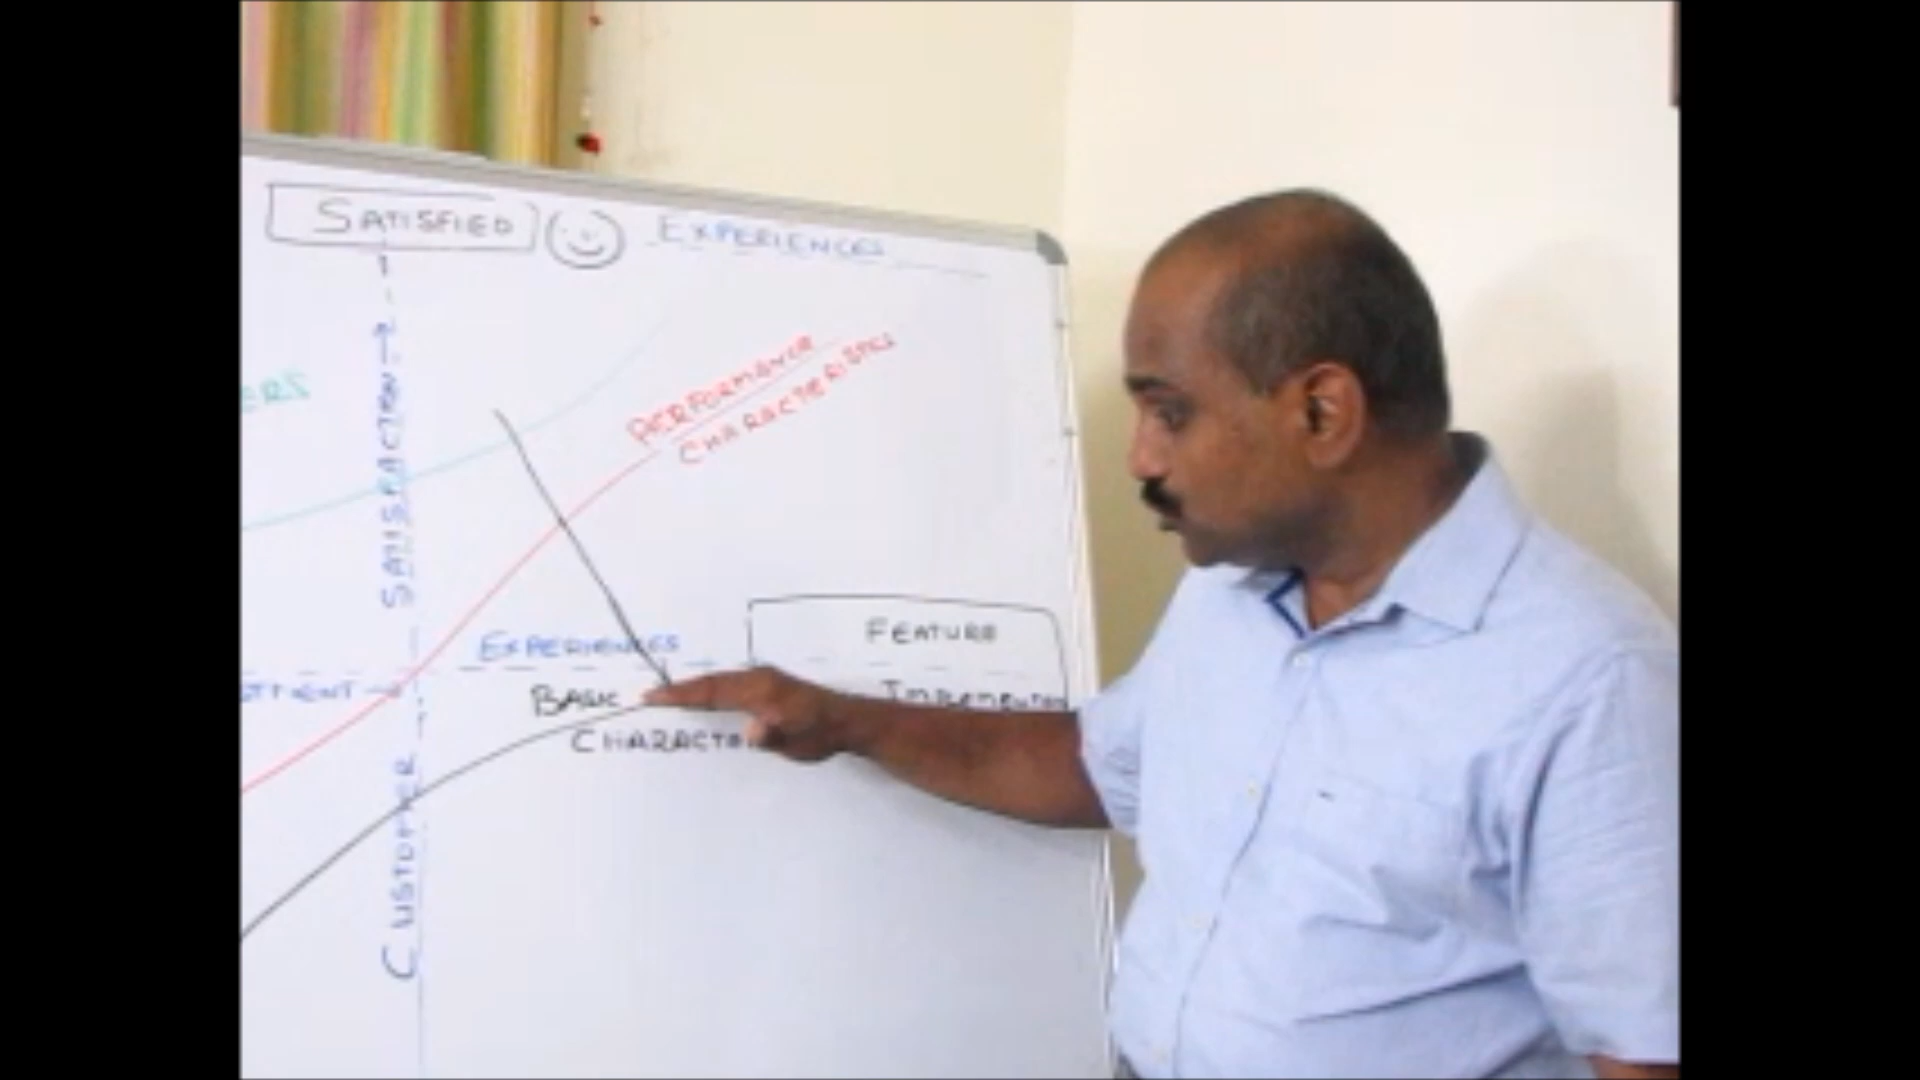 SATISFIED
EXPERIENCES
PERFORMANCE
CHARACTERISTICS
SATISFACTION
EXPERIENCES
FEATURE
BASIC
CUSTOMER